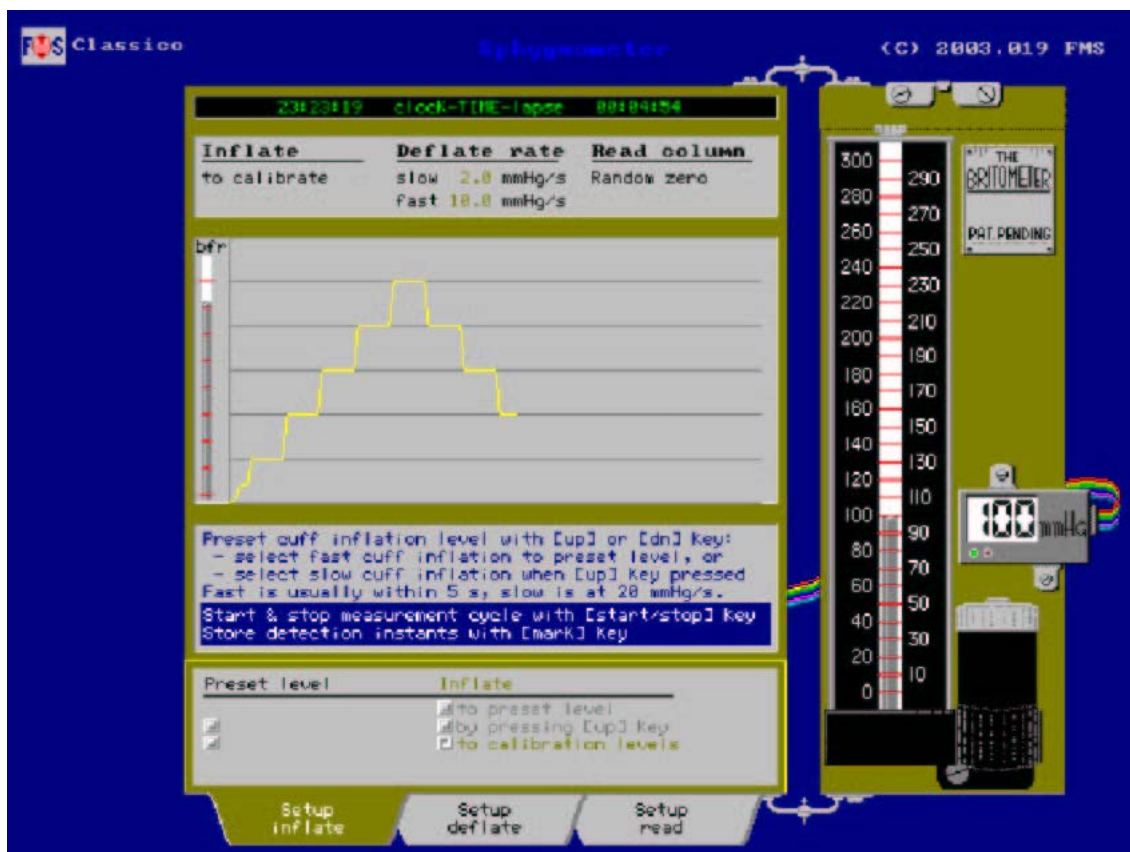 FMS Classico
Sphygmometer
(C) 2003.019 FMS
23:23:19 clock-TIME-lapse 00:04:54
Inflate Deflate rate Read column
to calibrate slow 2.0 mmHg/s Random zero
fast 10.0 mmHg/s
bfr
Preset cuff inflation level with [up] or [dn] key:
- select fast cuff inflation to preset level, or
- select slow cuff inflation when [up] key pressed
Fast is usually within 5 s, slow is at 20 mmHg/s.
Start & stop measurement cycle with [start/stop] key
Store detection instants with [mark] key
Preset level Inflate
to preset level
by pressing [up] key
to calibration levels
Setup inflate
Setup deflate
Setup read
300
290
280
270
260
250
240
230
220
210
200
190
180
170
160
150
140
130
120
110
100
90
80
70
60
50
40
30
20
10
0
THE
BRITOMETER
PAT. PENDING
100 mmHg